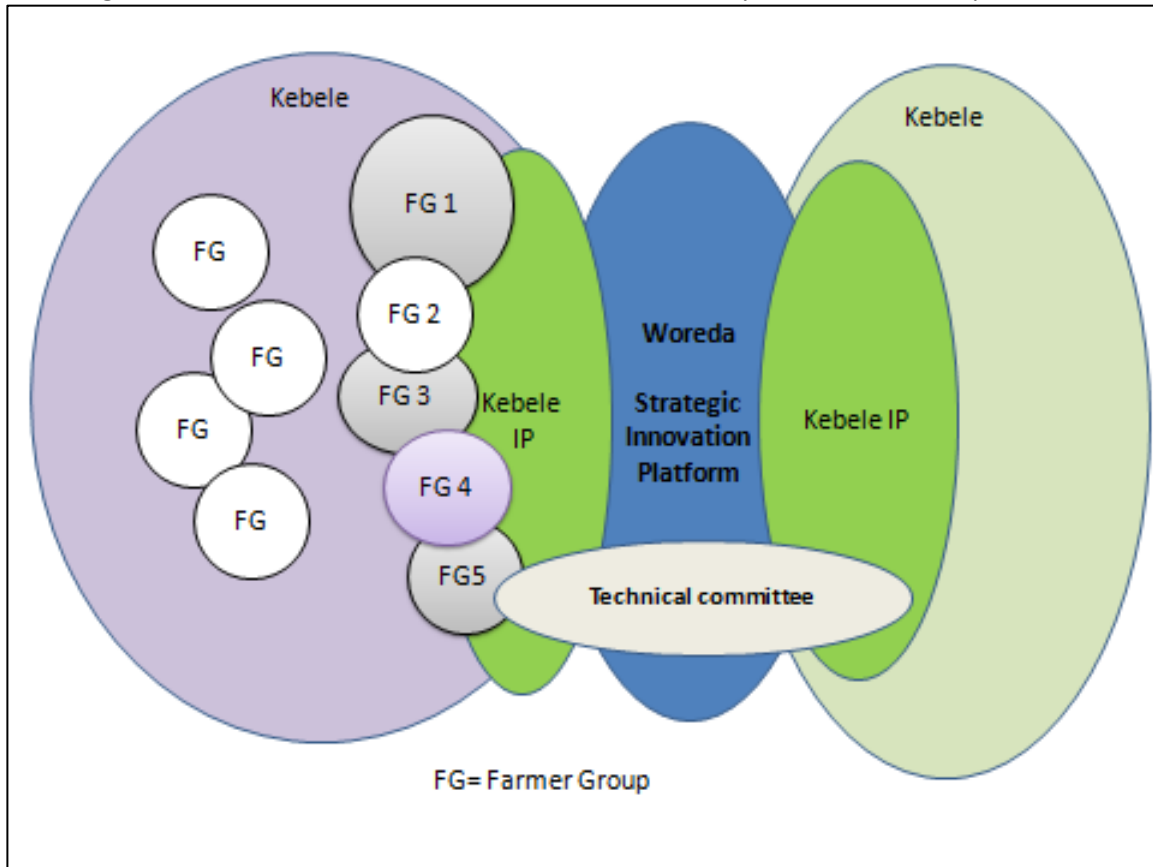 Kebele
Kebele
FG 1
FG
FG 2
FG
Woreda
FG 3
Kebele
IP
Strategic
Innovation
Platform
Kebele IP
FG
FG 4
FG
FG5
Technical committee
FG= Farmer Group